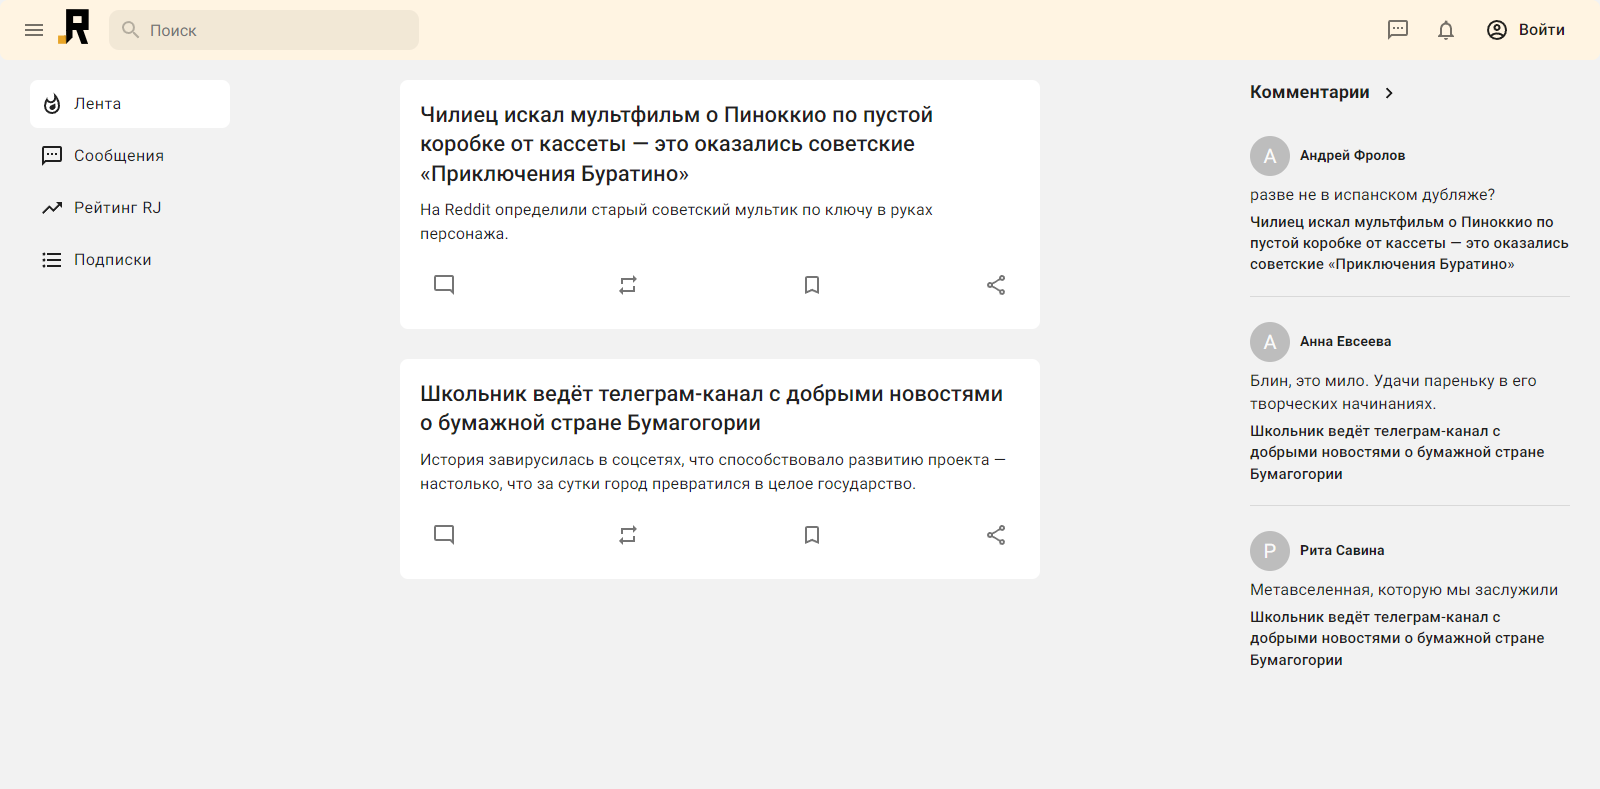 R
Поиск
Войти
Лента
Сообщения
Рейтинг RJ
Подписки
Чилиец искал мультфильм о Пиноккио по пустой
коробке от кассеты — это оказались советские
«Приключения Буратино»
На Reddit определили старый советский мультик по ключу в руках
персонажа.
Школьник ведёт телеграм-канал с добрыми новостями
о бумажной стране Бумагогории
История завирусилась в соцсетях, что способствовало развитию проекта —
настолько, что за сутки город превратился в целое государство.
Комментарии
А
Андрей Фролов
разве не в испанском дубляже?
Чилиец искал мультфильм о Пиноккио по
пустой коробке от кассеты — это оказались
советские «Приключения Буратино»
А
Анна Евсеева
Блин, это мило. Удачи пареньку в его
творческих начинаниях.
Школьник ведёт телеграм-канал с
добрыми новостями о бумажной стране
Бумагогории
Р
Рита Савина
Метавселенная, которую мы заслужили
Школьник ведёт телеграм-канал с
добрыми новостями о бумажной стране
Бумагогории